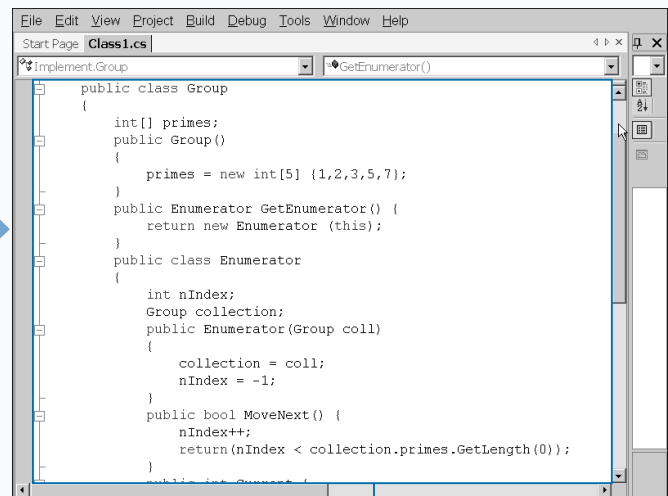 File Edit View Project Build Debug Tools Window Help
Start Page Class1.cs
Implement.Group GetEnumerator()
public class Group
{
int[] primes;
public Group()
{
primes = new int[5] {1,2,3,5,7};
}
public Enumerator GetEnumerator() {
return new Enumerator (this);
}
public class Enumerator
{
int nIndex;
Group collection;
public Enumerator(Group coll)
{
collection = coll;
nIndex = -1;
}
public bool MoveNext() {
nIndex++;
return(nIndex < collection.primes.GetLength(0));
}
public int Current {